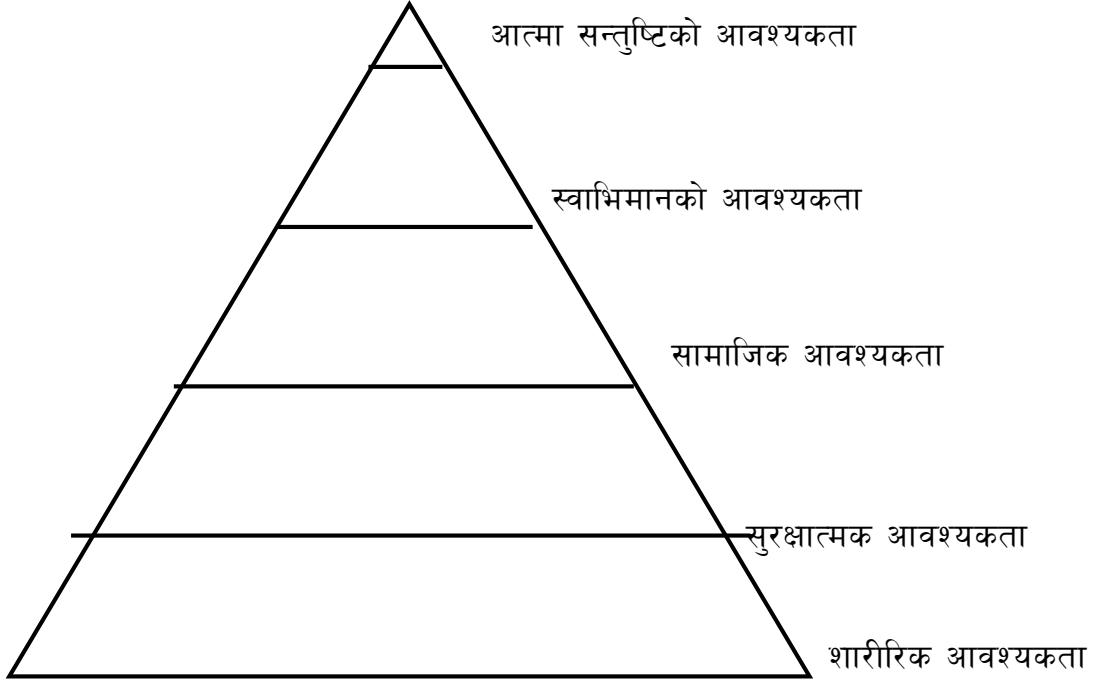 आत्मा सन्तुष्टिको आवश्यकता
स्वाभिमानको आवश्यकता
सामाजिक आवश्यकता
सुरक्षात्मक आवश्यकता
शारीरिक आवश्यकता